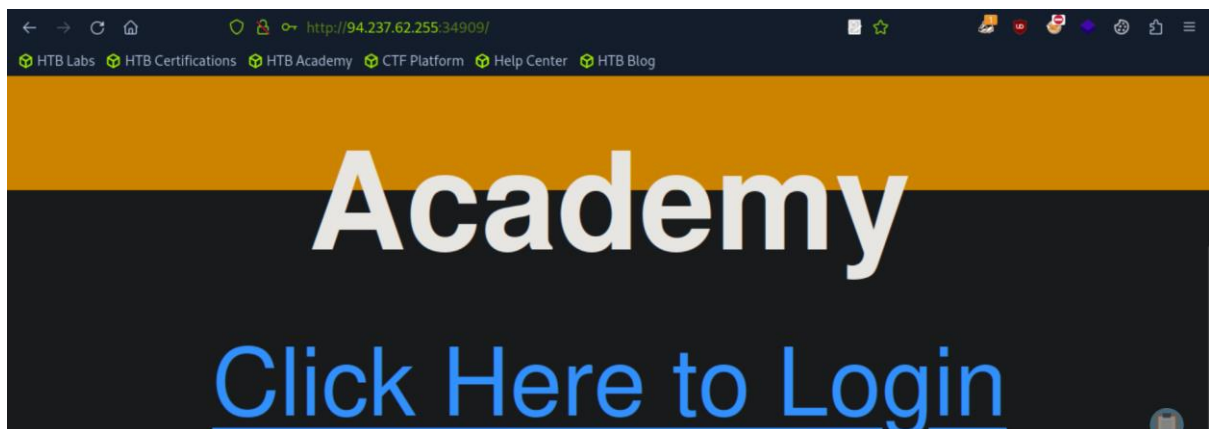 http://94.237.62.255:34909/
HTB Labs HTB Certifications HTB Academy CTF Platform Help Center HTB Blog
Academy
Click Here to Login